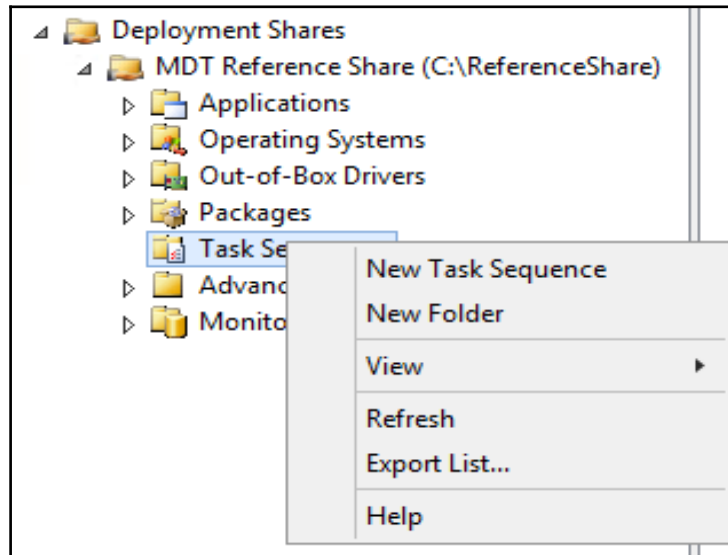 Deployment Shares
MDT Reference Share (C:\ReferenceShare)
Applications
Operating Systems
Out-of-Box Drivers
Packages
Task Se
Advanc
Monito
New Task Sequence
New Folder
View
Refresh
Export List...
Help